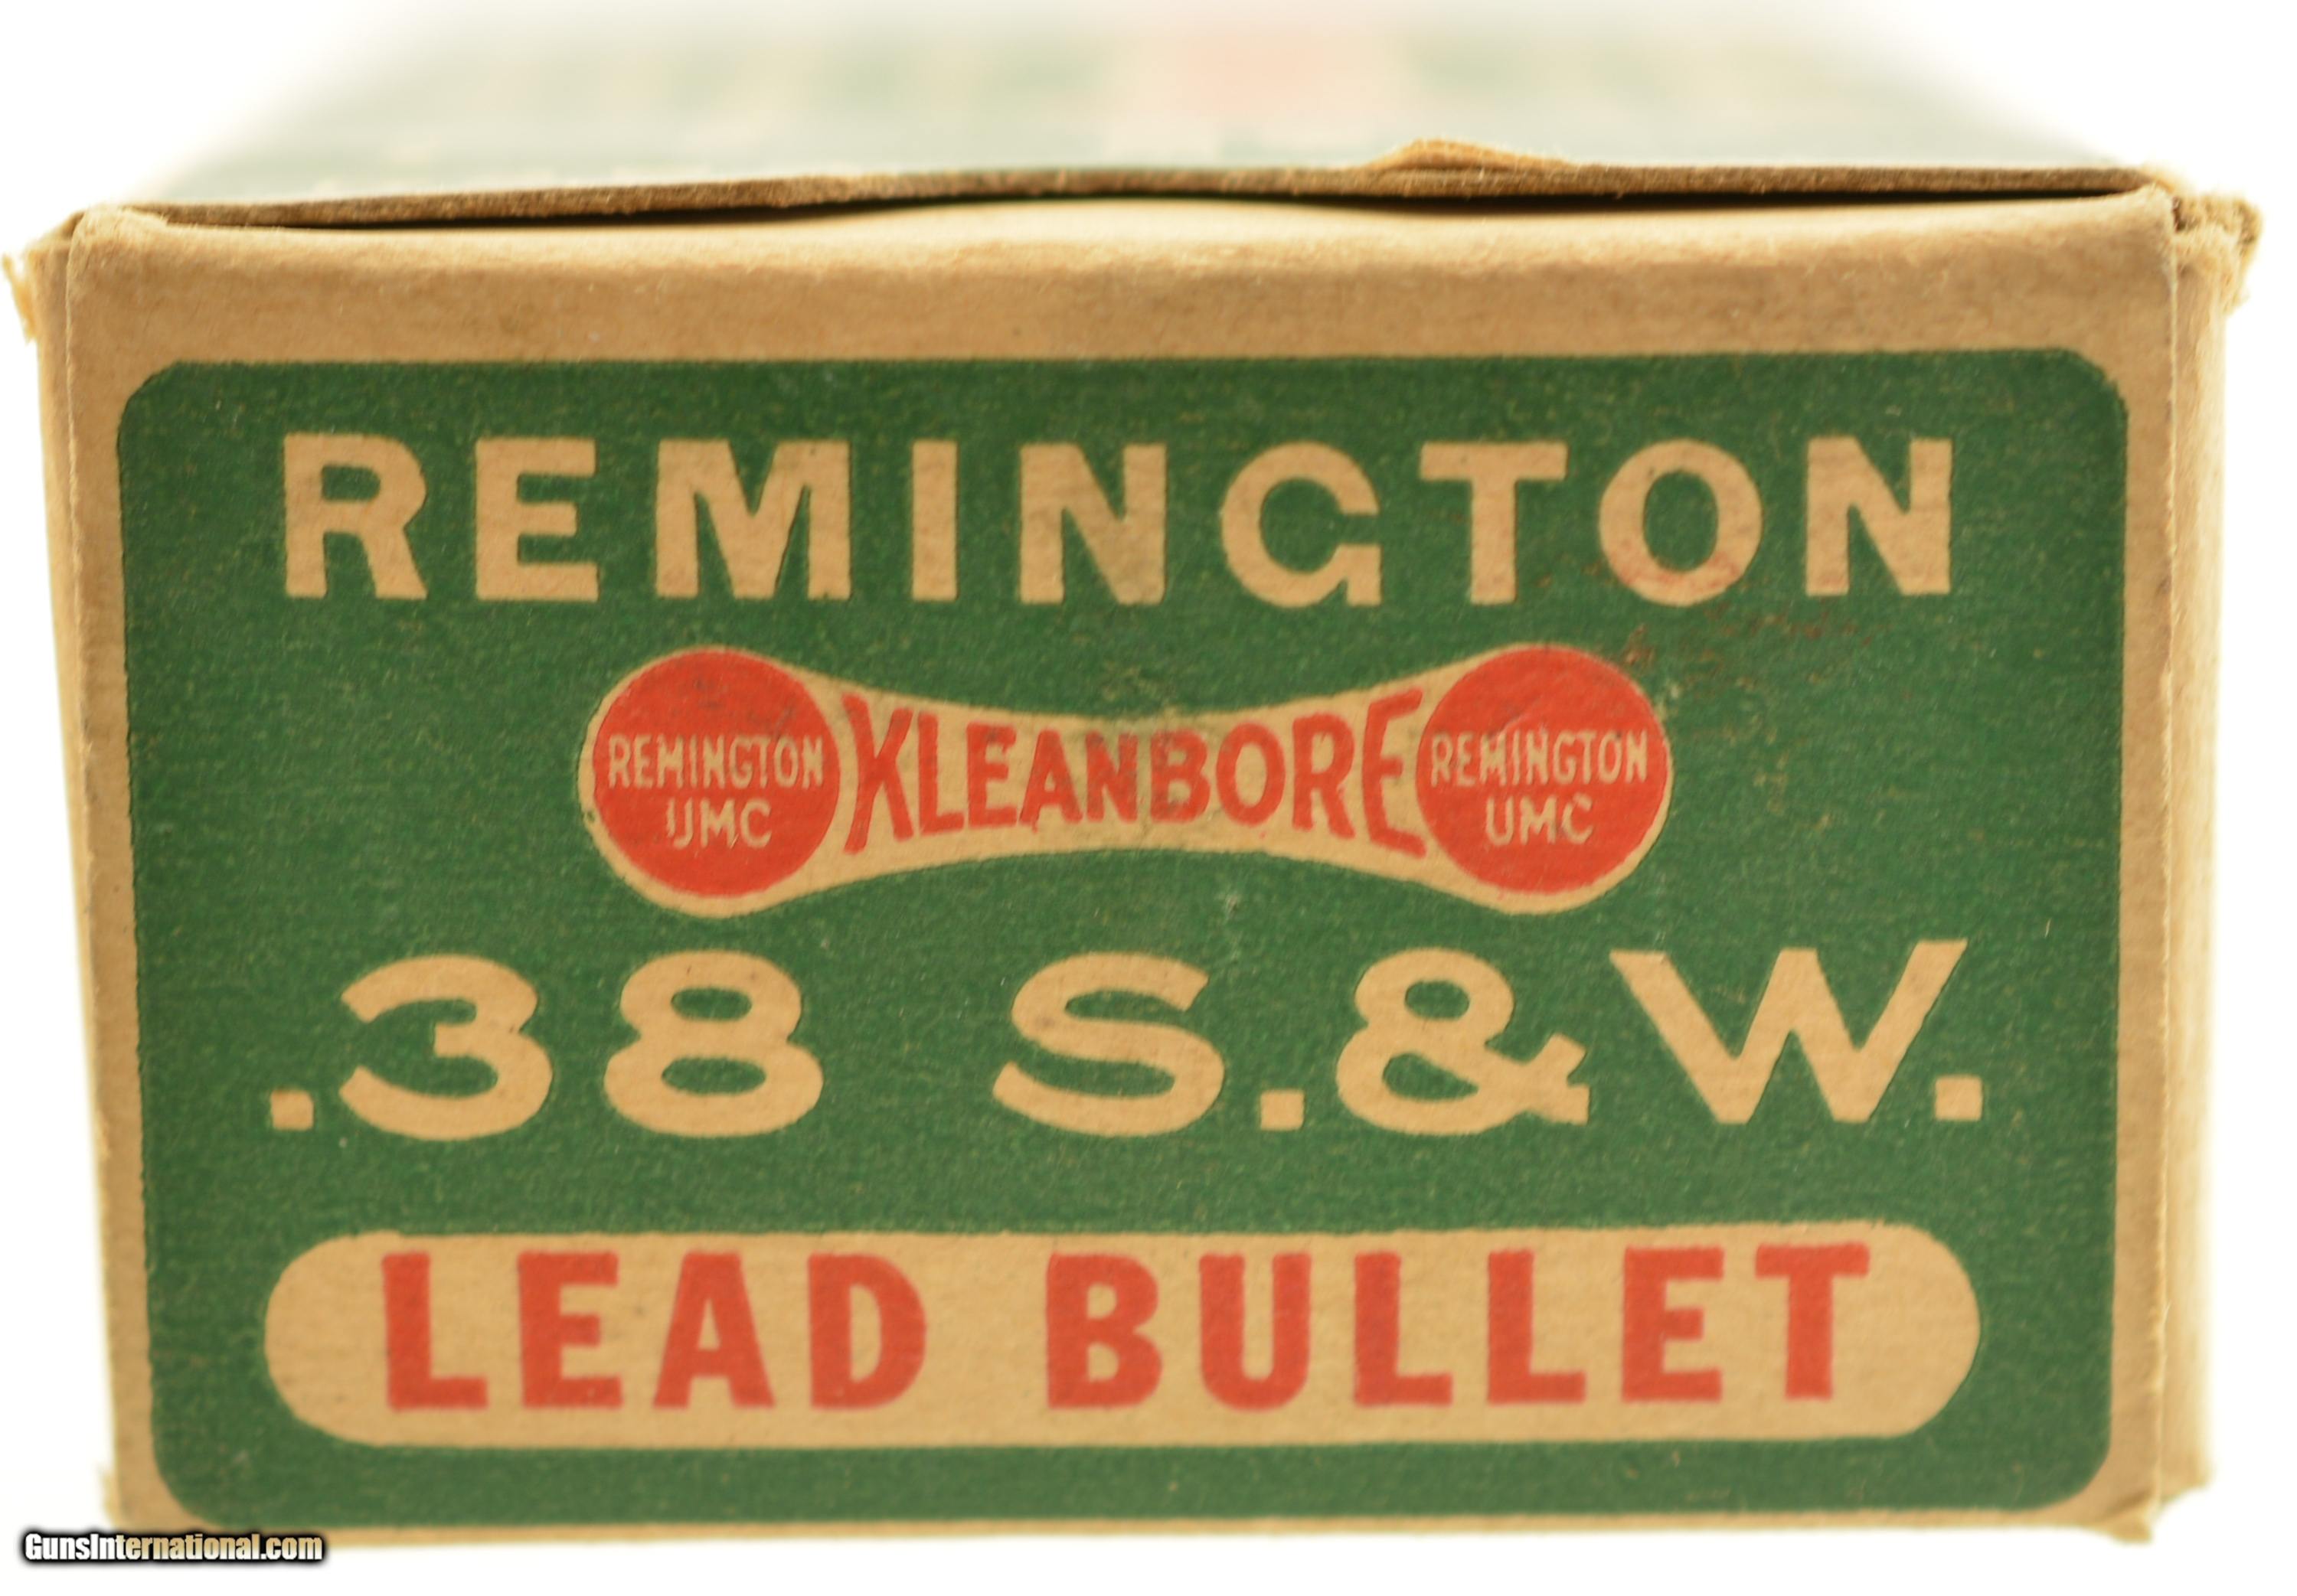 REMINGTON
REMINGTON
UMC
KLEANBORE
REMINGTON
UMC
.38 S.&W.
LEAD BULLET
GunsInternational.com